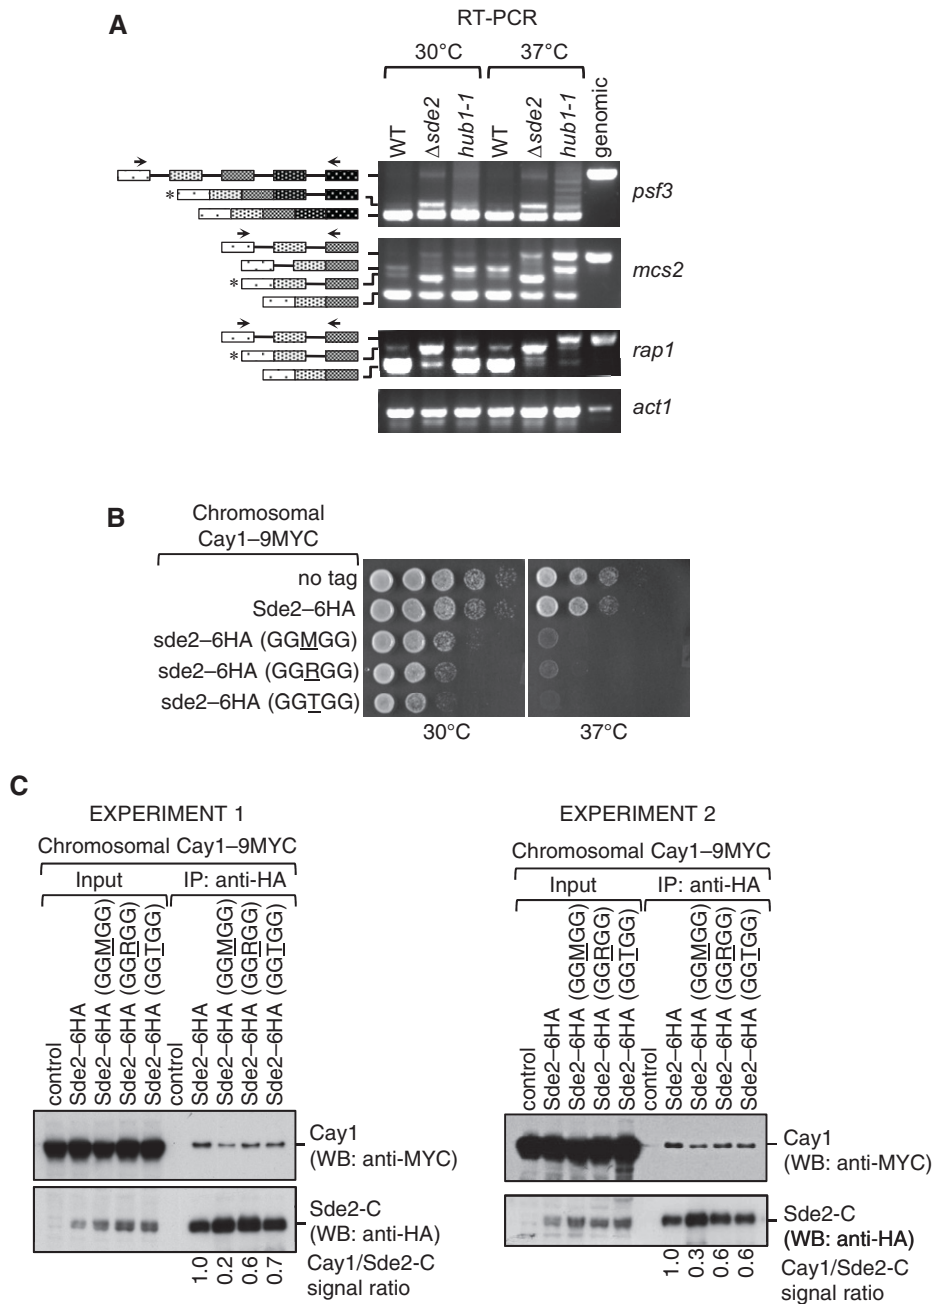 A
RT-PCR
30°C 37°C
WT
Δsde2
hub1-1
WT
Δsde2
hub1-1
genomic
psf3
*
mcs2
*
rap1
*
act1
B
Chromosomal
Cay1–9MYC
no tag
Sde2–6HA
sde2–6HA (GGMGG)
sde2–6HA (GGRGG)
sde2–6HA (GGTGG)
30°C 37°C
C
EXPERIMENT 1
Chromosomal Cay1–9MYC
Input IP: anti-HA
control
Sde2–6HA
Sde2–6HA (GGMGG)
Sde2–6HA (GGRGG)
Sde2–6HA (GGTGG)
control
Sde2–6HA
Sde2–6HA (GGMGG)
Sde2–6HA (GGRGG)
Sde2–6HA (GGTGG)
Cay1
(WB: anti-MYC)
Sde2-C
(WB: anti-HA)
1.0 0.2 0.6 0.7
Cay1/Sde2-C
signal ratio
EXPERIMENT 2
Chromosomal Cay1–9MYC
Input IP: anti-HA
control
Sde2–6HA
Sde2–6HA (GGMGG)
Sde2–6HA (GGRGG)
Sde2–6HA (GGTGG)
control
Sde2–6HA
Sde2–6HA (GGMGG)
Sde2–6HA (GGRGG)
Sde2–6HA (GGTGG)
Cay1
(WB: anti-MYC)
Sde2-C
(WB: anti-HA)
1.0 0.3 0.6 0.6
Cay1/Sde2-C
signal ratio